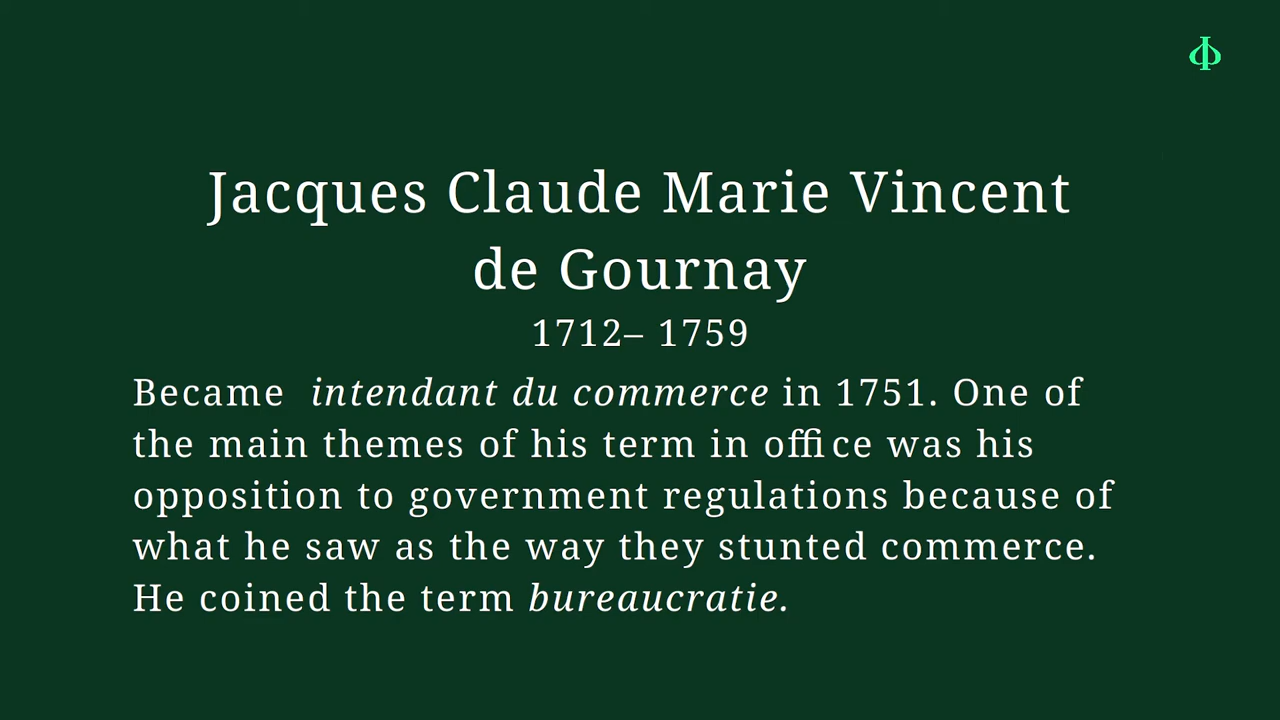 Φ
Jacques Claude Marie Vincent
de Gournay
1712– 1759
Became intendant du commerce in 1751. One of
the main themes of his term in office was his
opposition to government regulations because of
what he saw as the way they stunted commerce.
He coined the term bureaucratie.